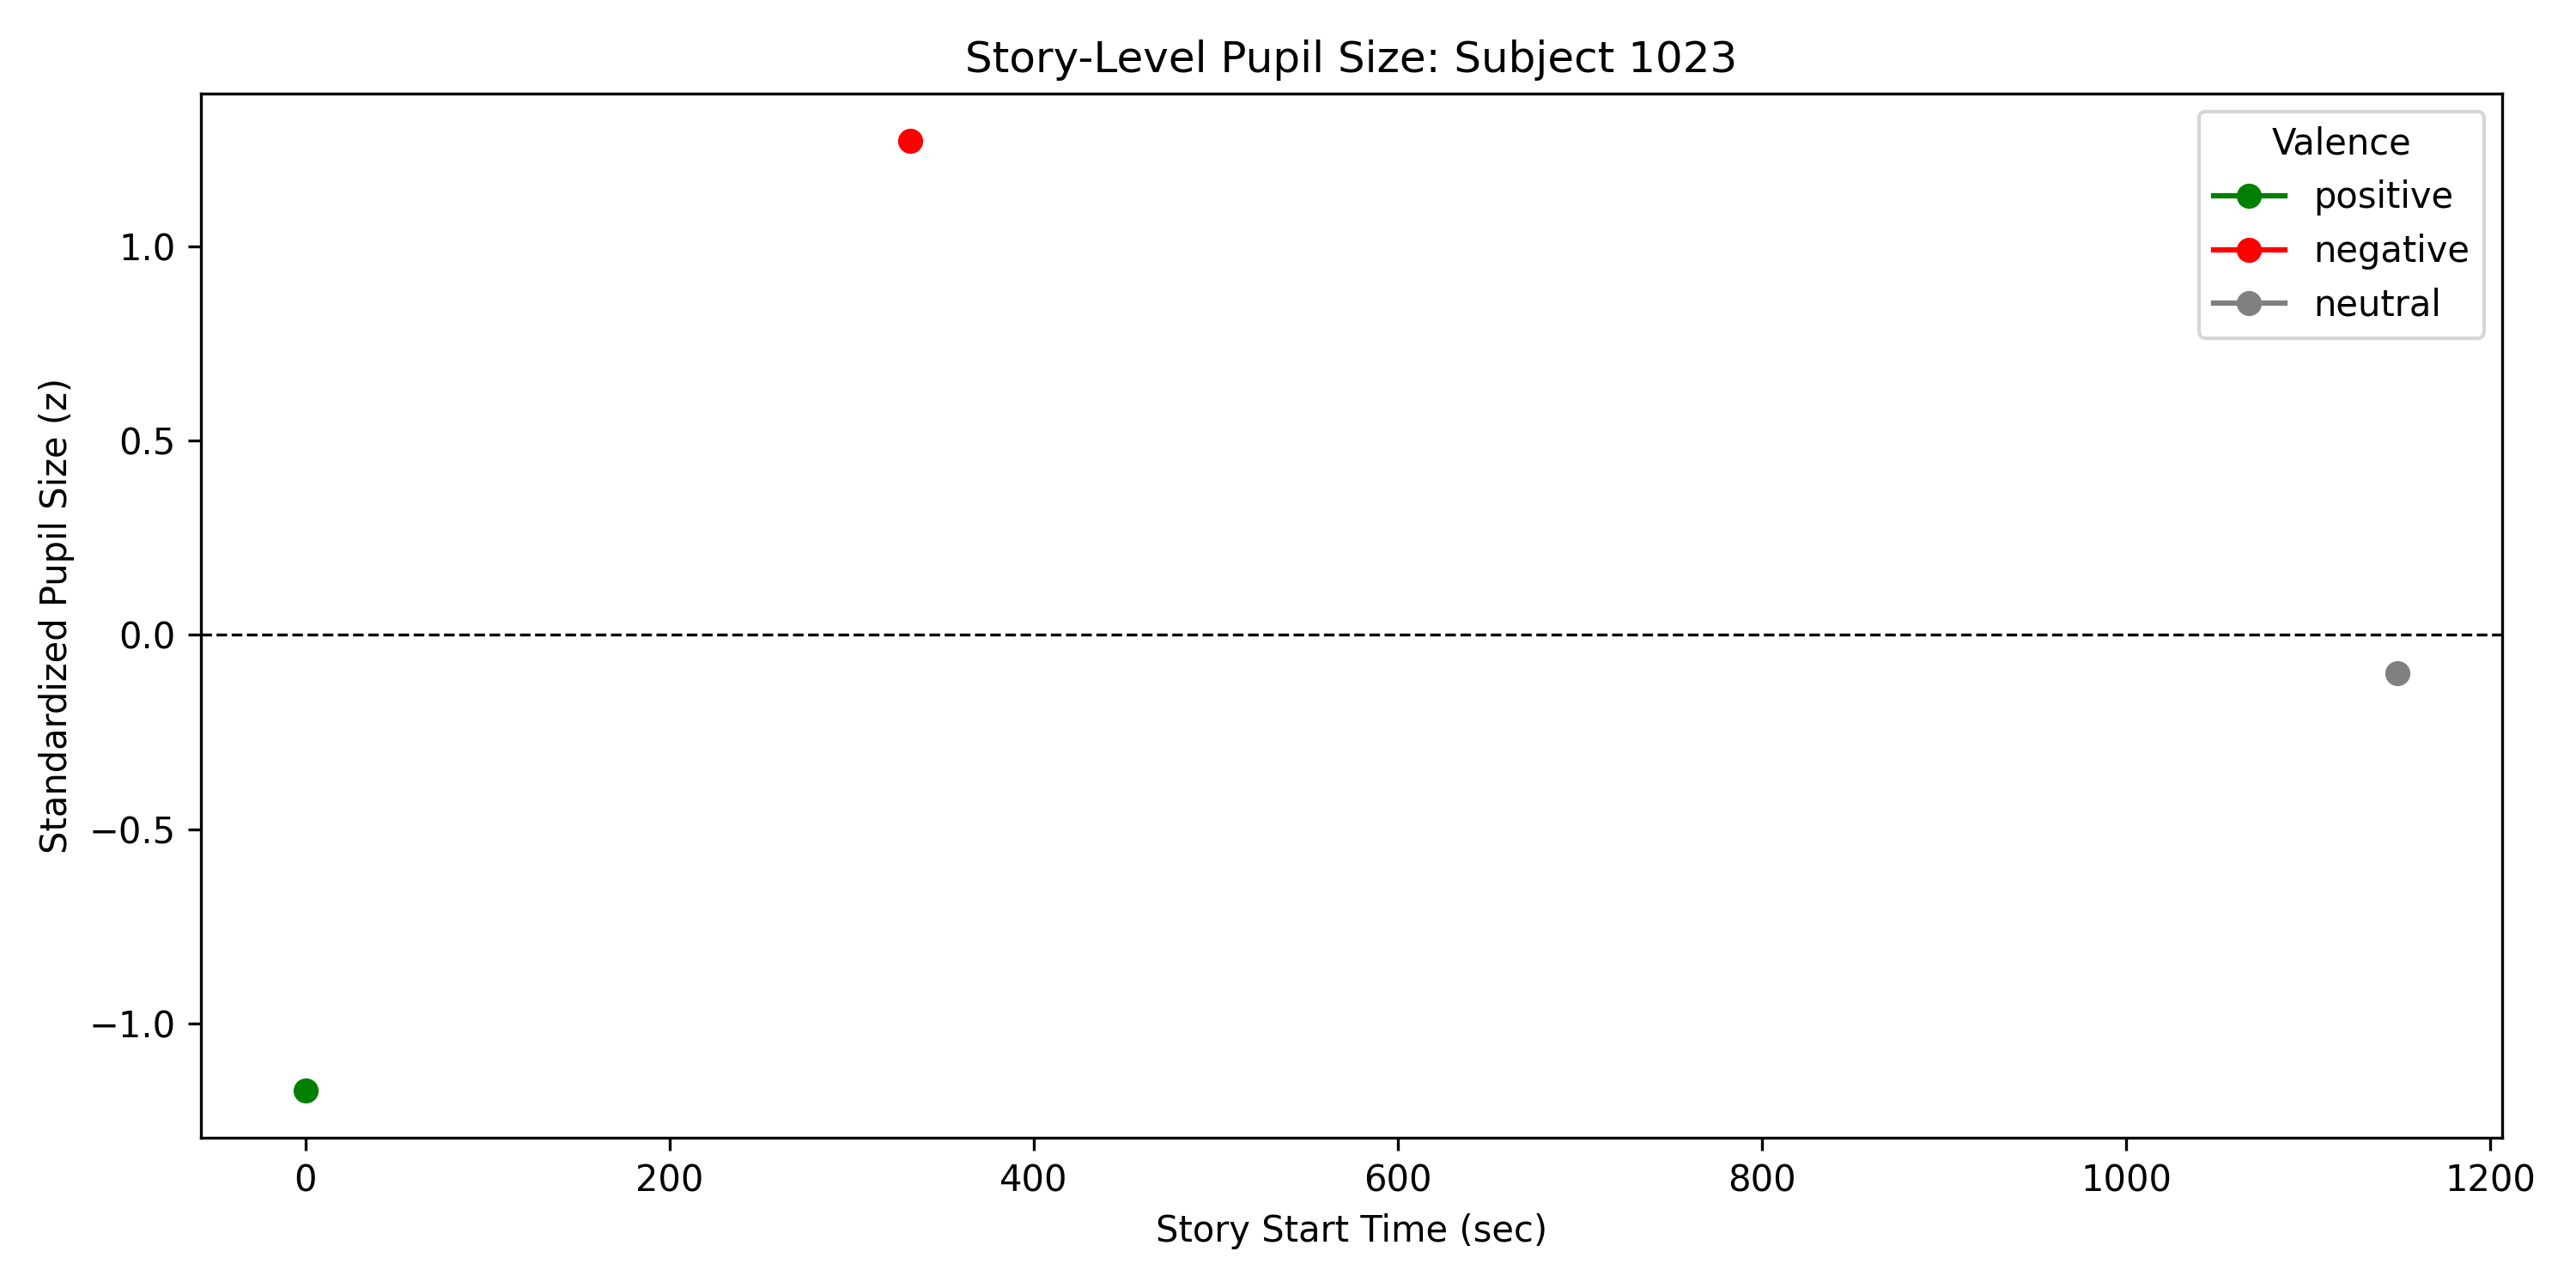 Story-Level Pupil Size: Subject 1023
Valence
positive
negative
neutral
Standardized Pupil Size (z)
1.0
0.5
0.0
−0.5
−1.0
0 200 400 600 800 1000 1200
Story Start Time (sec)